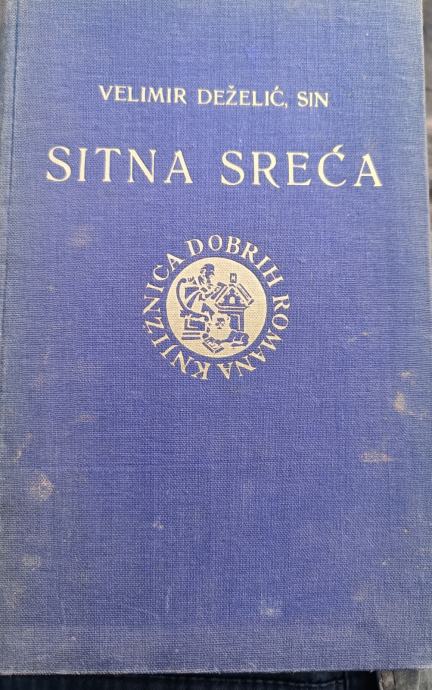 VELIMIR DEŽELIĆ, SIN
SITNA SREĆA
KNJIŽNICA DOBRIH ROMANA